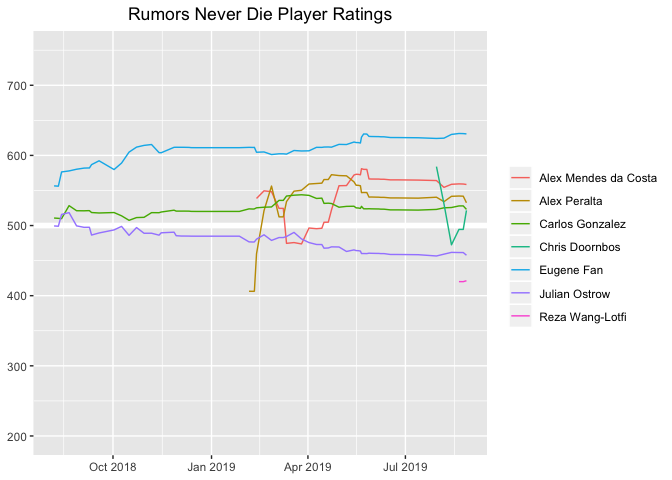 Rumors Never Die Player Ratings
700
600
500
400
300
200
Oct 2018
Jan 2019
Apr 2019
Jul 2019
Alex Mendes da Costa
Alex Peralta
Carlos Gonzalez
Chris Doornbos
Eugene Fan
Julian Ostrow
Reza Wang-Lotfi